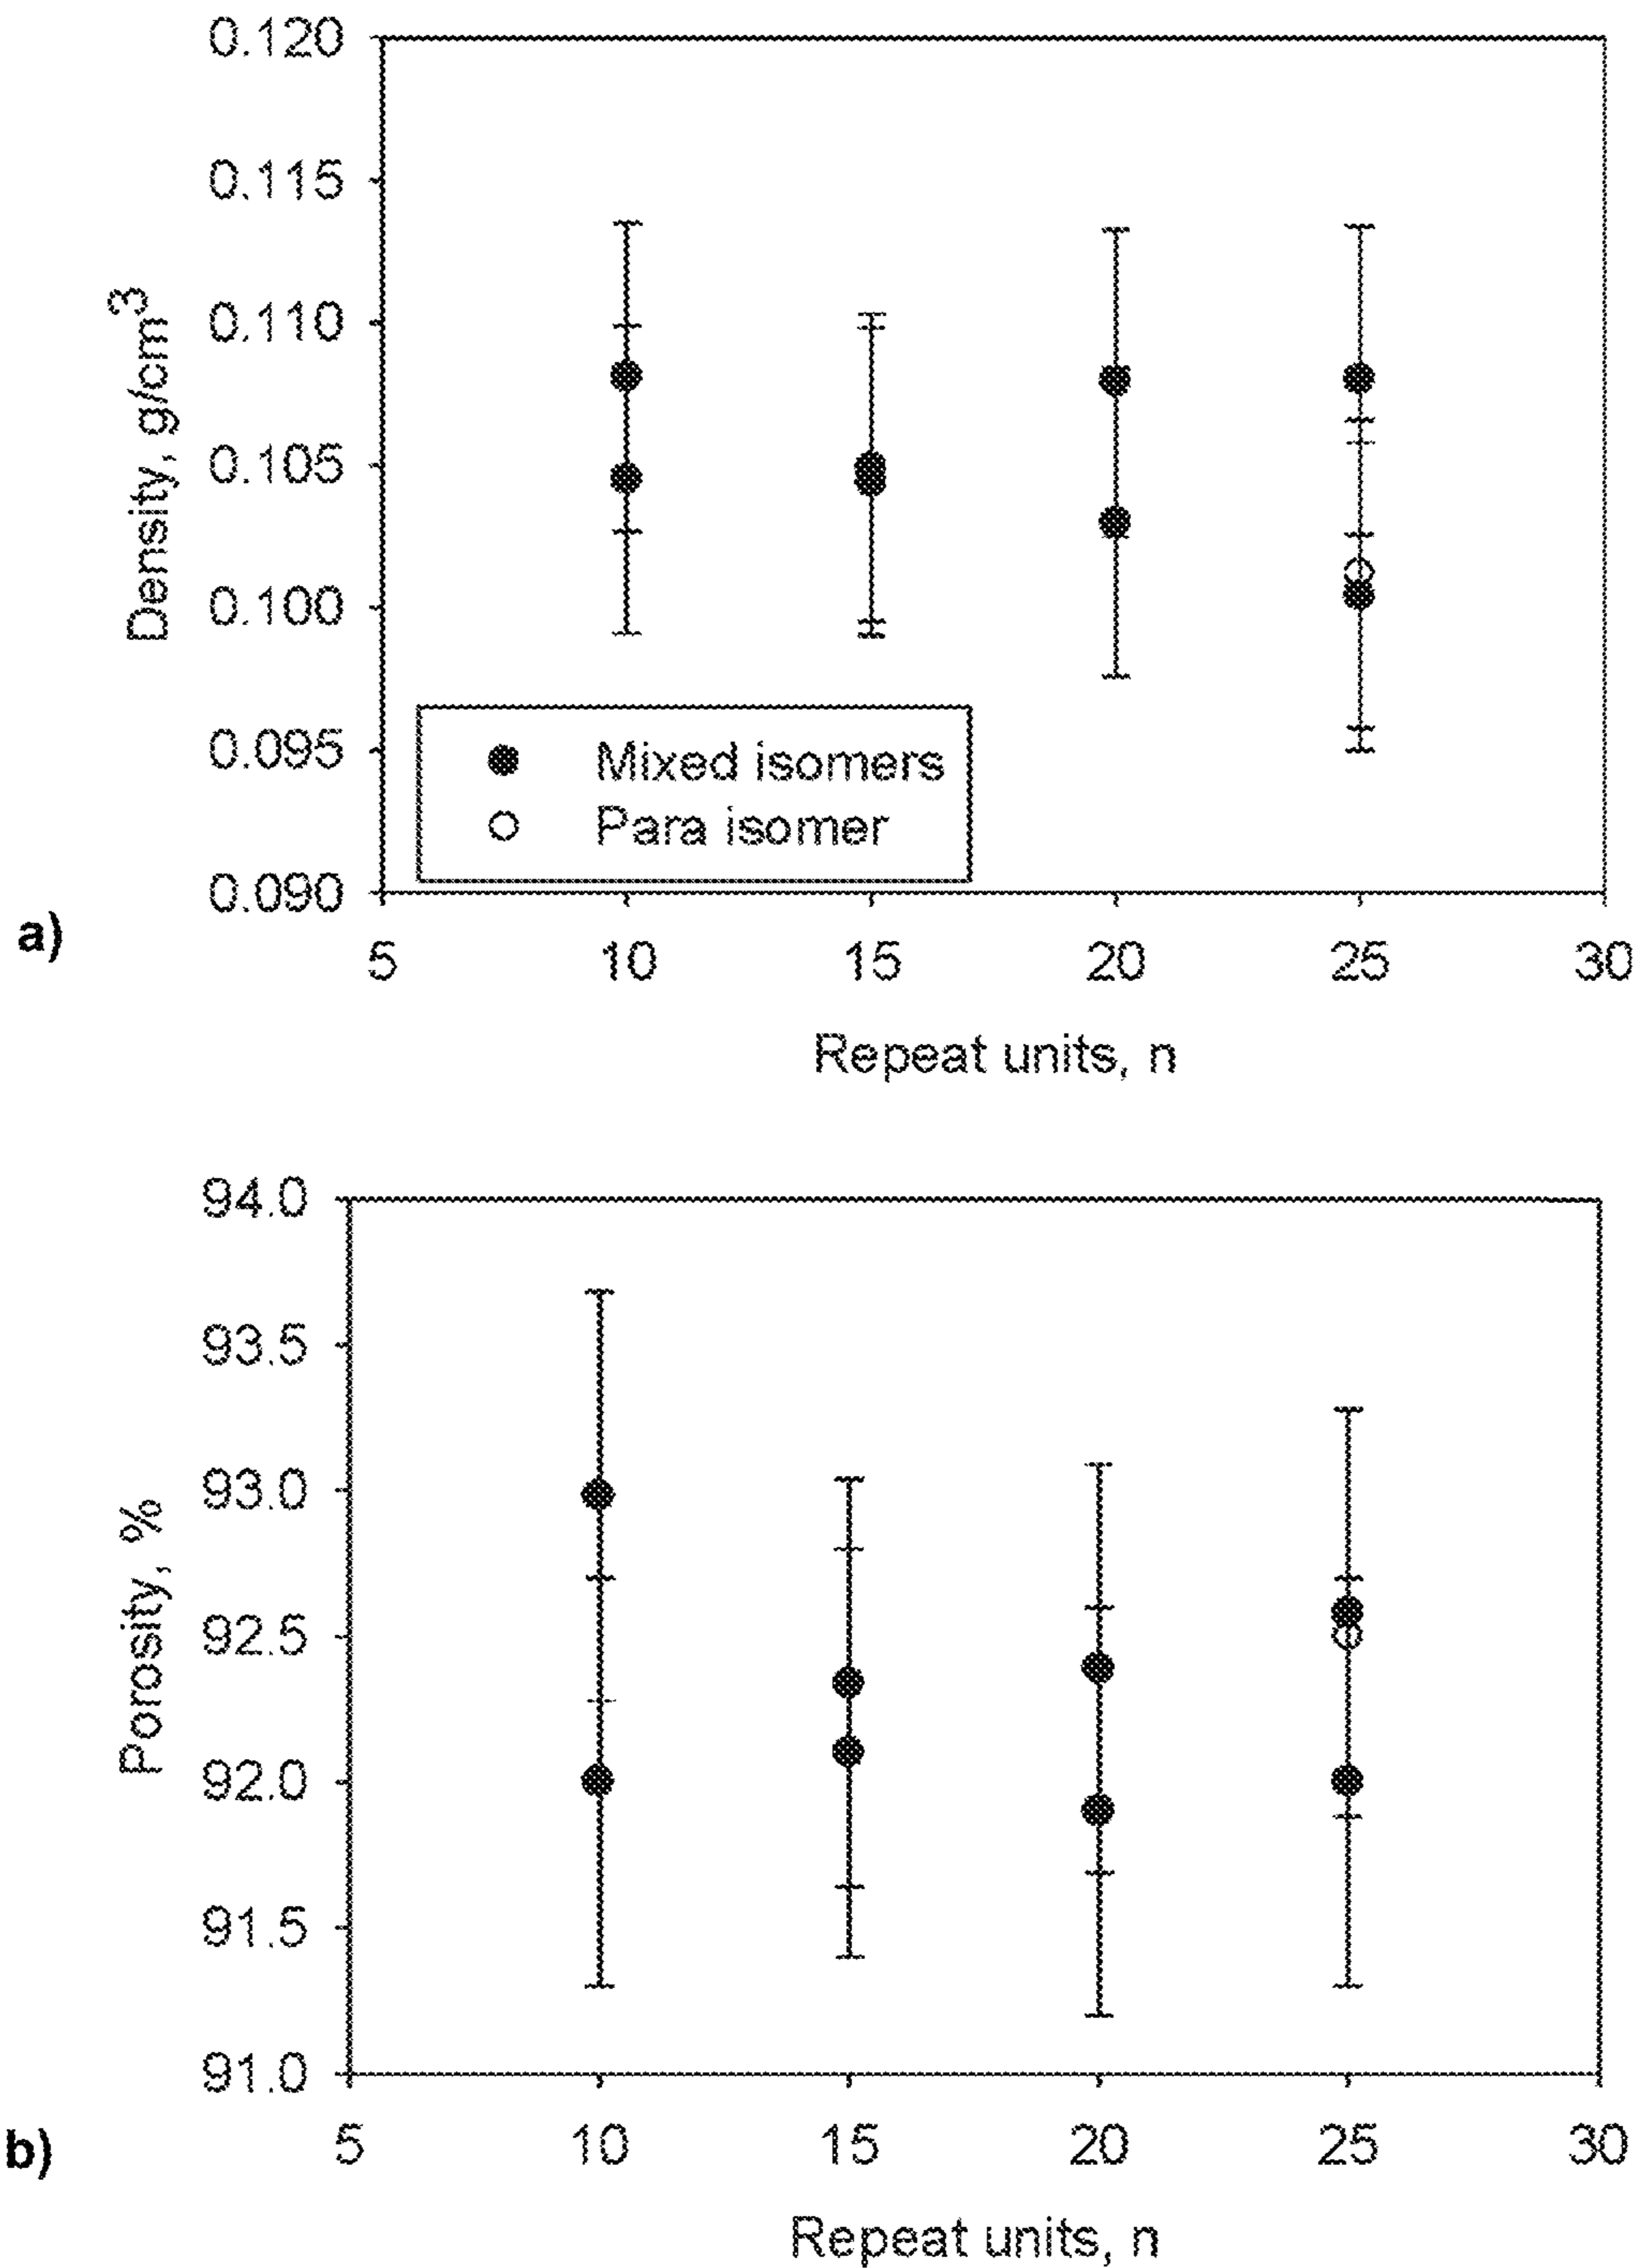 0.120
0.115
0.110
0.105
0.100
0.095
0.090
Density, g/cm³
Mixed isomers
Para isomer
a)
5 10 15 20 25 30
Repeat units, n
94.0
93.5
93.0
92.5
92.0
91.5
91.0
Porosity, %
b)
5 10 15 20 25 30
Repeat units, n